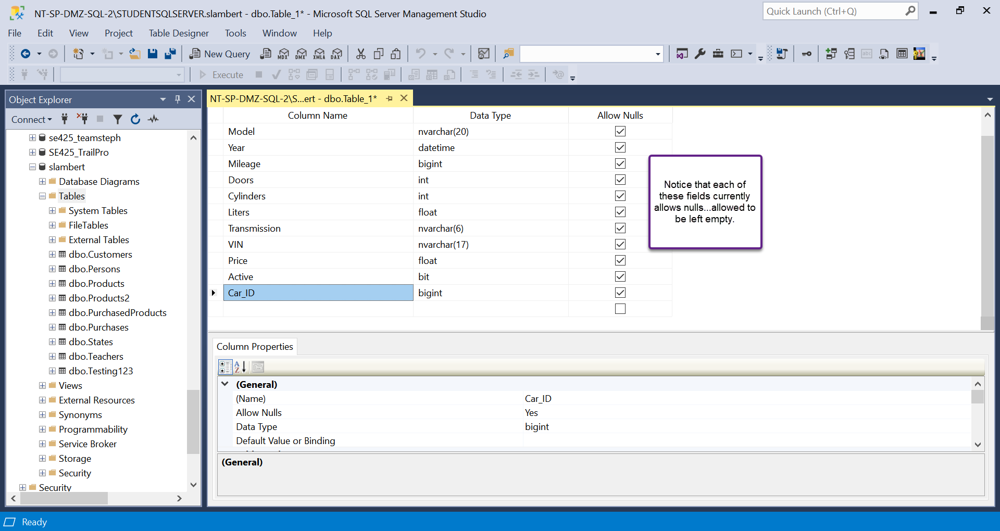 NT-SP-DMZ-SQL-2\STUDENTSQLSERVER.slambert - dbo.Table_1* - Microsoft SQL Server Management Studio
Quick Launch (Ctrl+Q)
File Edit View Project Table Designer Tools Window Help
New Query MDX DMX XMLA DAX abc
Execute
Object Explorer
Connect
se425_teamsteph
SE425_TrailPro
slambert
Database Diagrams
Tables
System Tables
FileTables
External Tables
dbo.Customers
dbo.Persons
dbo.Products
dbo.Products2
dbo.PurchasedProducts
dbo.Purchases
dbo.States
dbo.Teachers
dbo.Testing123
Views
External Resources
Synonyms
Programmability
Service Broker
Storage
Security
Security
NT-SP-DMZ-SQL-2\S...ert - dbo.Table_1*
Column Name Data Type Allow Nulls
Model nvarchar(20)
Year datetime
Mileage bigint
Doors int
Cylinders int
Liters float
Transmission nvarchar(6)
VIN nvarchar(17)
Price float
Active bit
Car_ID bigint
Notice that each of
these fields currently
allows nulls...allowed to
be left empty.
Column Properties
(General)
(Name) Car_ID
Allow Nulls Yes
Data Type bigint
Default Value or Binding
(General)
Ready